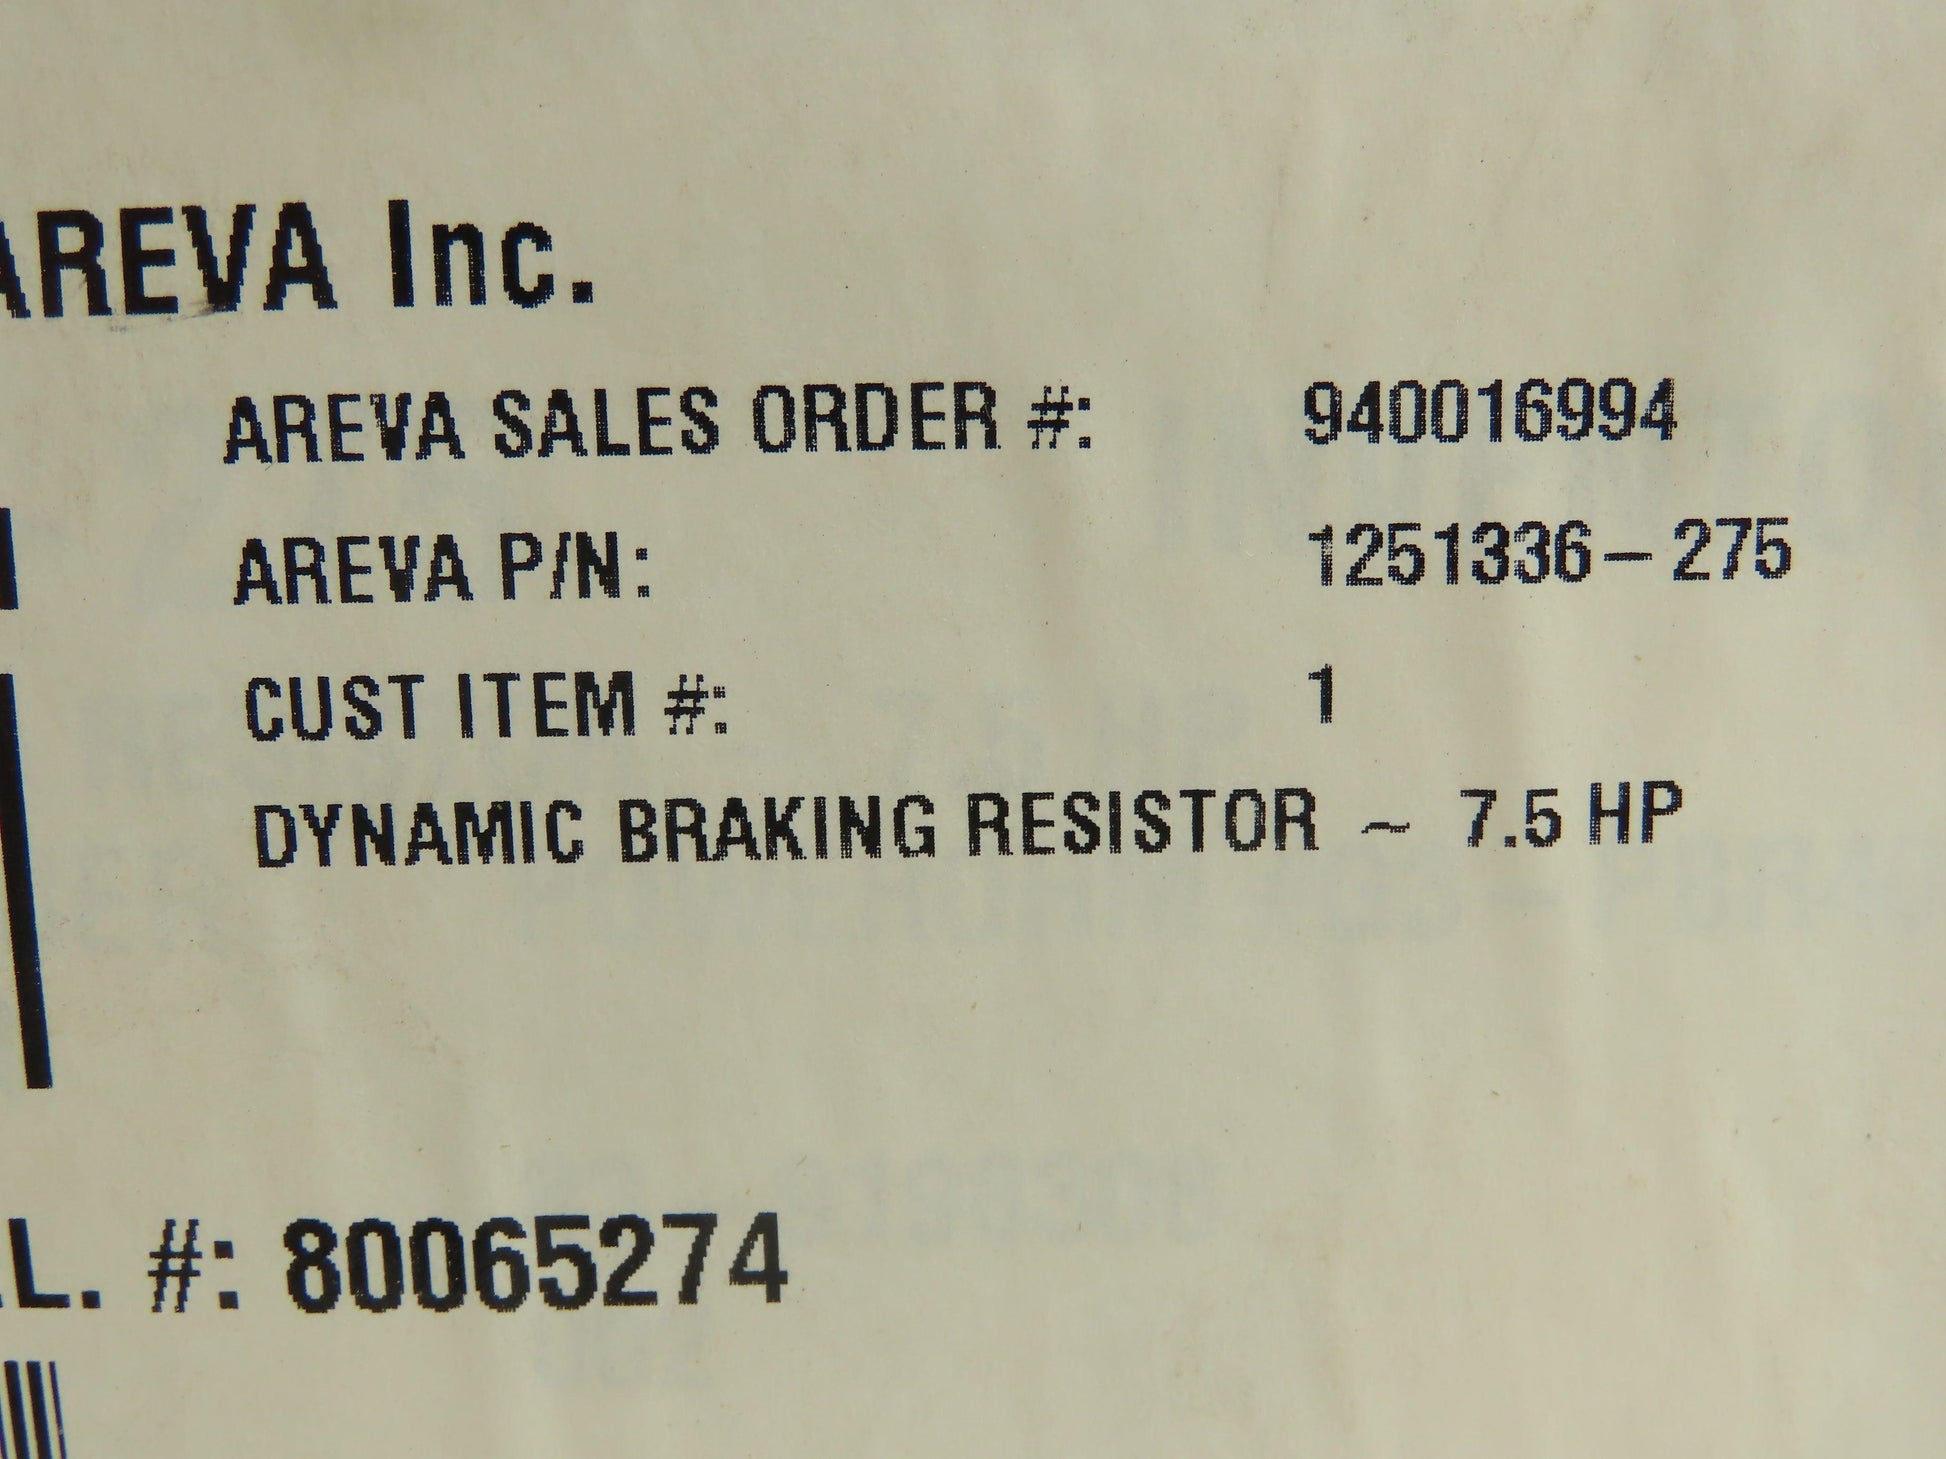 AREVA Inc.
AREVA SALES ORDER #: 940016994
AREVA P/N: 1251336-275
CUST ITEM #: 1
DYNAMIC BRAKING RESISTOR ~ 7.5 HP
L. #: 80065274